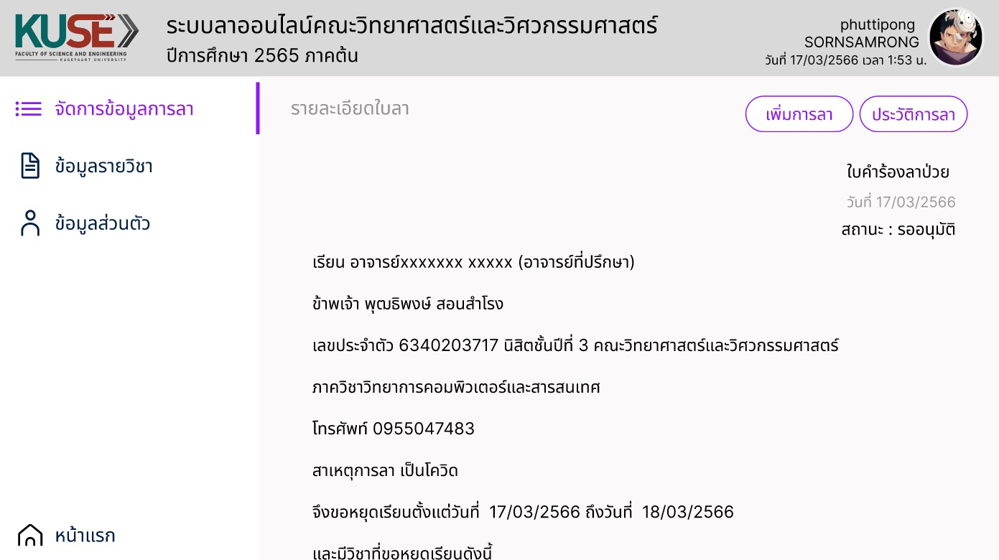 KUSE
FACULTY OF SCIENCE AND ENGINEERING
KASETSART UNIVERSITY
ระบบลาออนไลน์คณะวิทยาศาสตร์และวิศวกรรมศาสตร์
ปีการศึกษา 2565 ภาคต้น
phuttipong
SORNSAMRONG
วันที่ 17/03/2566 เวลา 1:53 น.
จัดการข้อมูลการลา
ข้อมูลรายวิชา
ข้อมูลส่วนตัว
หน้าแรก
รายละเอียดใบลา
เพิ่มการลา
ประวัติการลา
ใบคำร้องลาป่วย
วันที่ 17/03/2566
สถานะ : รออนุมัติ
เรียน อาจารย์xxxxxxx xxxxx (อาจารย์ที่ปรึกษา)
ข้าพเจ้า พุฒธิพงษ์ สอนสำโรง
เลขประจำตัว 6340203717 นิสิตชั้นปีที่ 3 คณะวิทยาศาสตร์และวิศวกรรมศาสตร์
ภาควิชาวิทยาการคอมพิวเตอร์และสารสนเทศ
โทรศัพท์ 0955047483
สาเหตุการลา เป็นโควิด
จึงขอหยุดเรียนตั้งแต่วันที่ 17/03/2566 ถึงวันที่ 18/03/2566
และมีวิชาที่ขอหยุดเรียนดังนี้